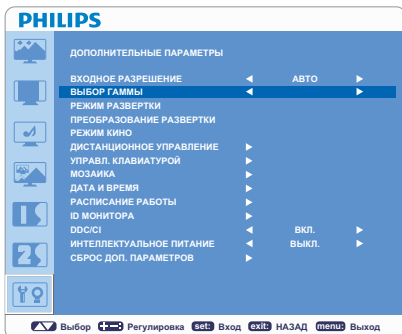 PHILIPS
ДОПОЛНИТЕЛЬНЫЕ ПАРАМЕТРЫ
ВХОДНОЕ РАЗРЕШЕНИЕ АВТО
ВЫБОР ГАММЫ
РЕЖИМ РАЗВЕРТКИ
ПРЕОБРАЗОВАНИЕ РАЗВЕРТКИ
РЕЖИМ КИНО
ДИСТАНЦИОННОЕ УПРАВЛЕНИЕ
УПРАВЛ. КЛАВИАТУРОЙ
МОЗАИКА
ДАТА И ВРЕМЯ
РАСПИСАНИЕ РАБОТЫ
ID МОНИТОРА
DDC/CI ВКЛ.
ИНТЕЛЛЕКТУАЛЬНОЕ ПИТАНИЕ ВЫКЛ.
СБРОС ДОП. ПАРАМЕТРОВ
Выбор Регулировка set: Вход exit: НАЗАД menu: Выход